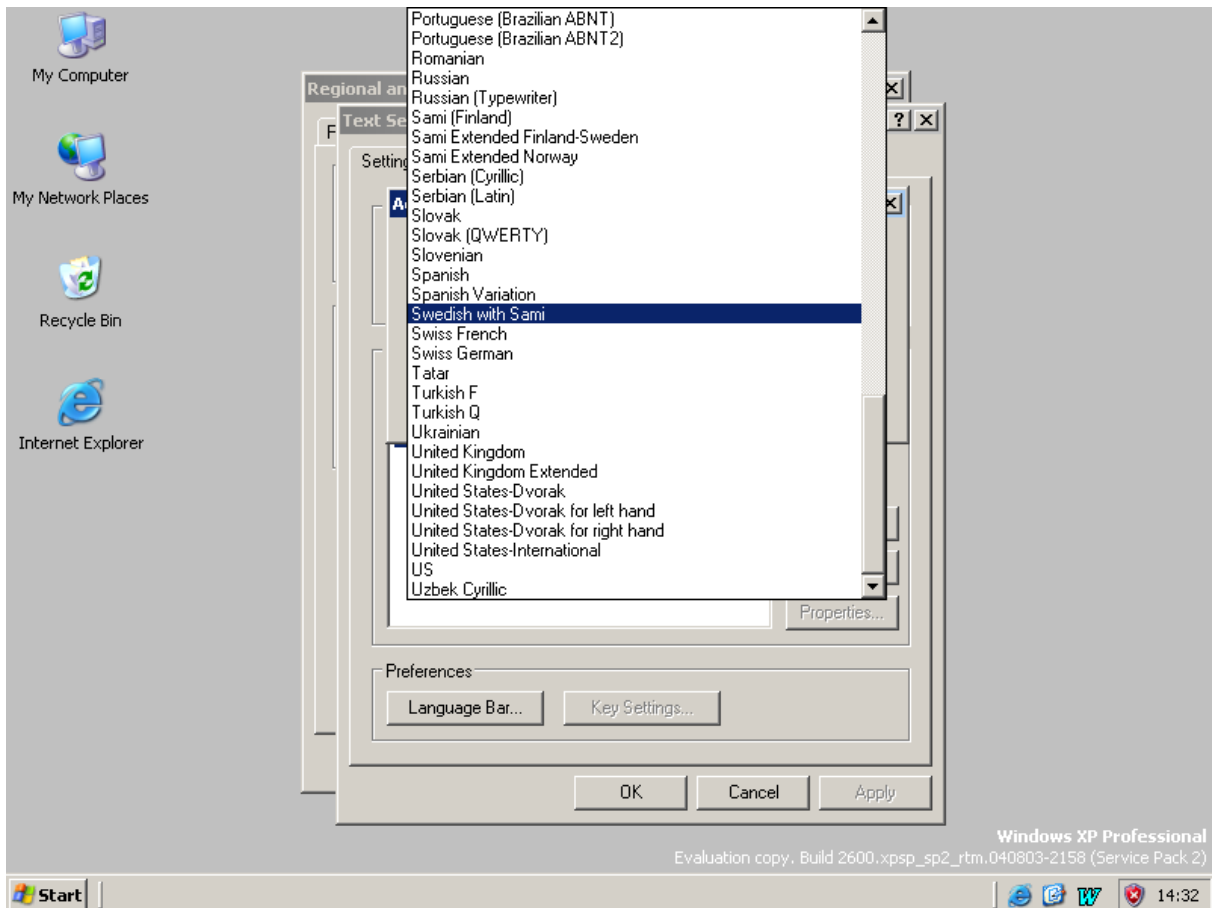 My Computer
My Network Places
Recycle Bin
Internet Explorer
Regional an
Text Se
Setting
Portuguese (Brazilian ABNT)
Portuguese (Brazilian ABNT2)
Romanian
Russian
Russian (Typewriter)
Sami (Finland)
Sami Extended Finland-Sweden
Sami Extended Norway
Serbian (Cyrillic)
Serbian (Latin)
Slovak
Slovak (QWERTY)
Slovenian
Spanish
Spanish Variation
Swedish with Sami
Swiss French
Swiss German
Tatar
Turkish F
Turkish Q
Ukrainian
United Kingdom
United Kingdom Extended
United States-Dvorak
United States-Dvorak for left hand
United States-Dvorak for right hand
United States-International
US
Uzbek Cyrillic
Properties...
Preferences
Language Bar...
Key Settings...
OK
Cancel
Apply
Windows XP Professional
Evaluation copy. Build 2600.xpsp_sp2_rtm.040803-2158 (Service Pack 2)
Start
14:32